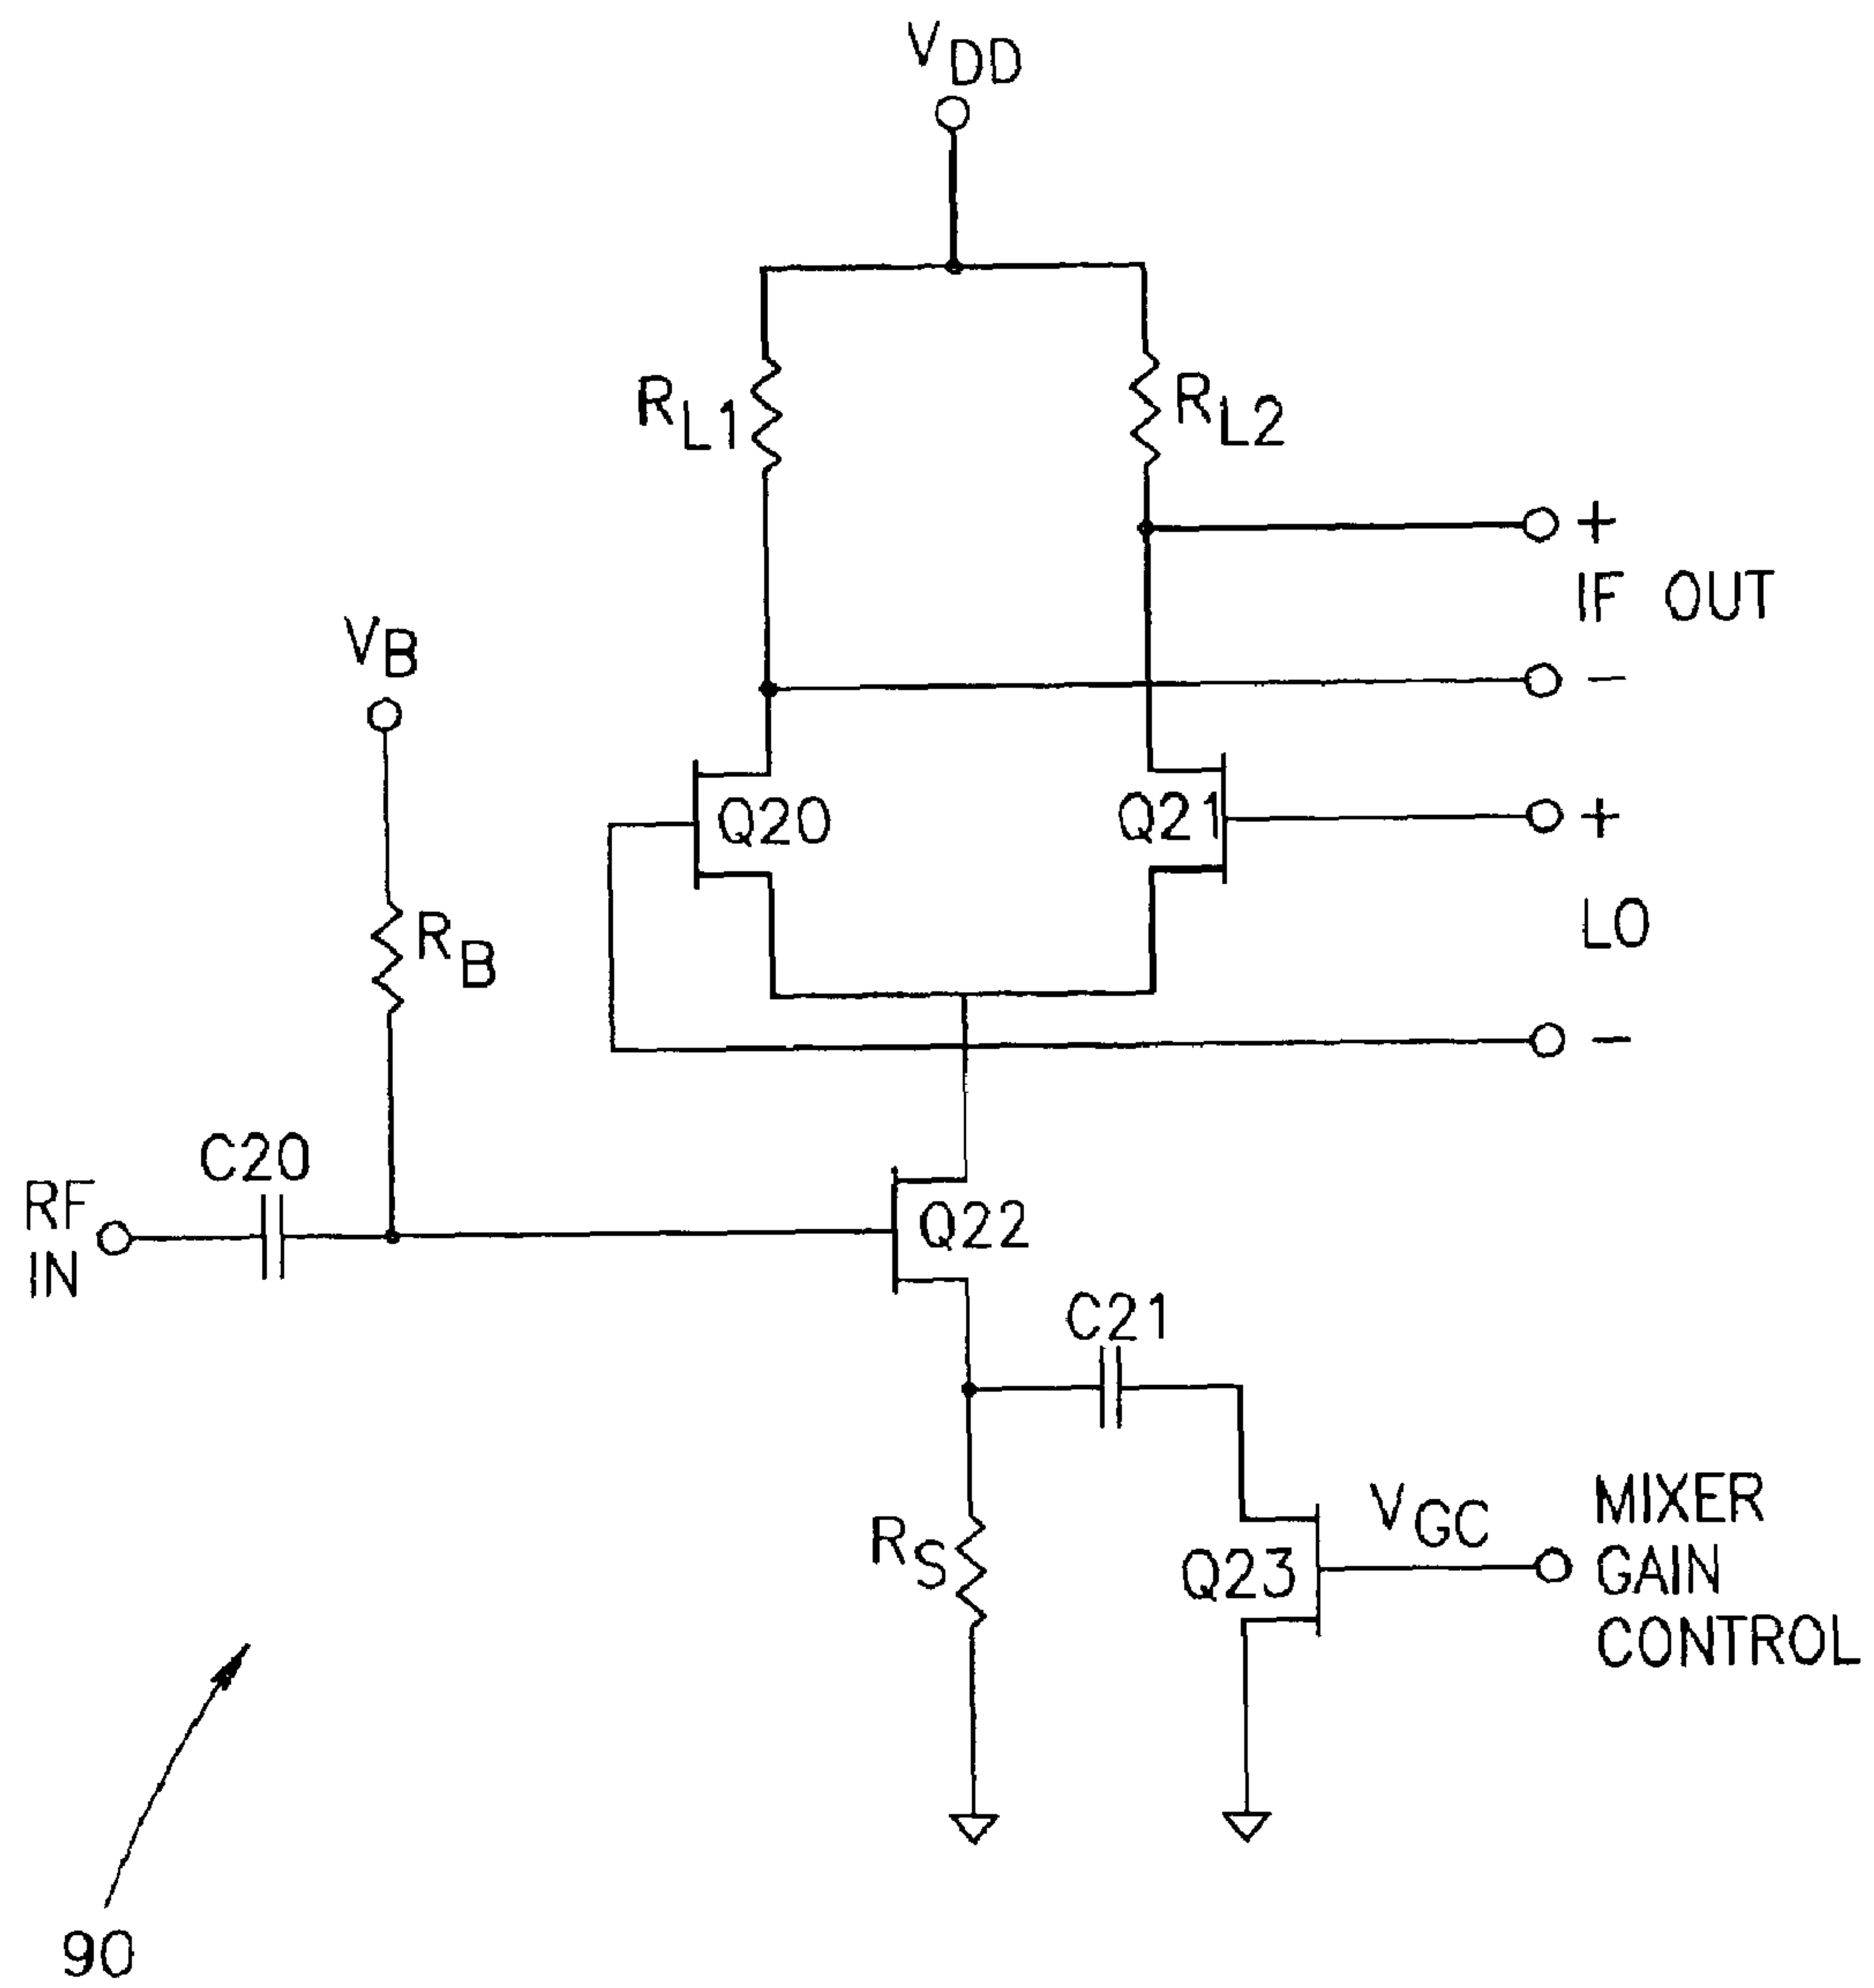 VDD
RL1
RL2
+
IF OUT
−
VB
Q20
Q21
+
RB
LO
−
C20
RF
IN
Q22
C21
RS
VGC
Q23
MIXER
GAIN
CONTROL
90